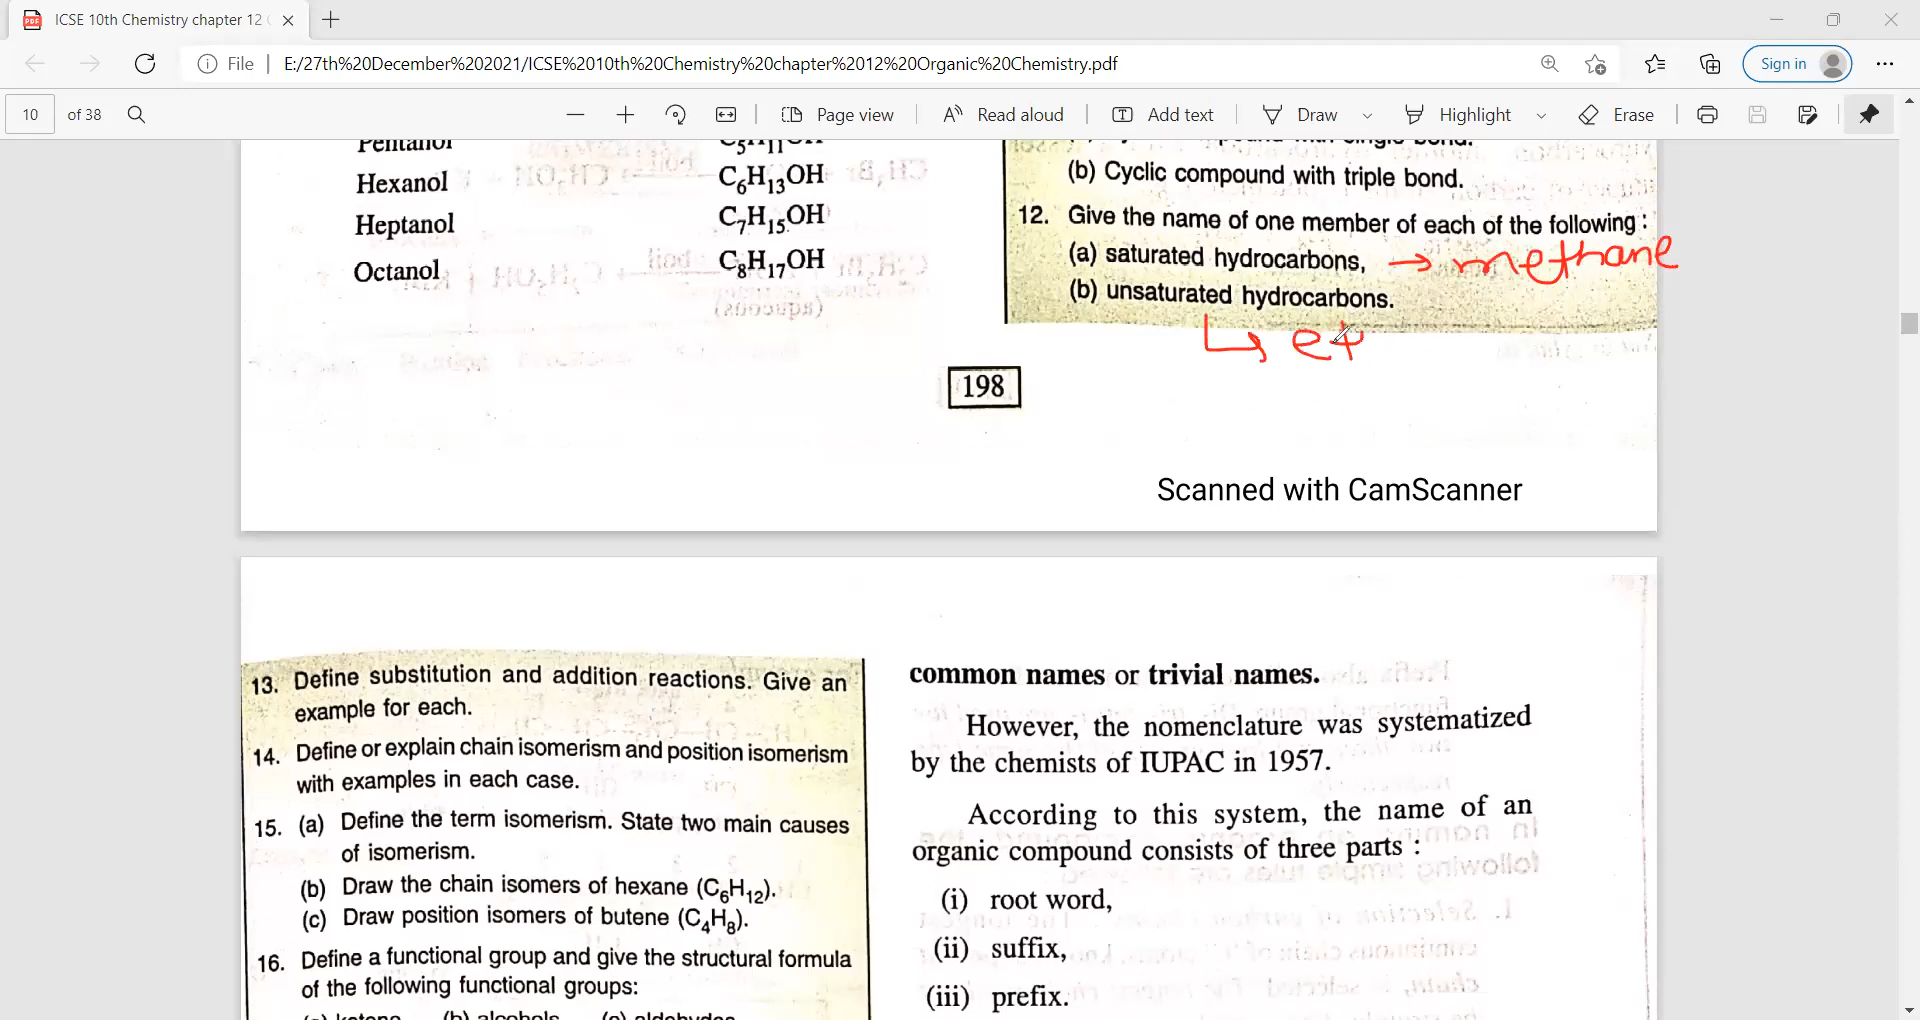 ICSE 10th Chemistry chapter 12
File E:/27th%20December%202021/ICSE%2010th%20Chemistry%20chapter%2012%20Organic%20Chemistry.pdf
Sign in
10 of 38
Page view
Read aloud
Add text
Draw
Highlight
Erase
Pentanol C5H11OH
Hexanol C6H13OH
Heptanol C7H15OH
Octanol C8H17OH
single bond.
(b) Cyclic compound with triple bond.
12. Give the name of one member of each of the following :
(a) saturated hydrocarbons, → methane
(b) unsaturated hydrocarbons.
↳ et
198
Scanned with CamScanner
13. Define substitution and addition reactions. Give an
example for each.
14. Define or explain chain isomerism and position isomerism
with examples in each case.
15. (a) Define the term isomerism. State two main causes
of isomerism.
(b) Draw the chain isomers of hexane (C6H12).
(c) Draw position isomers of butene (C4H8).
16. Define a functional group and give the structural formula
of the following functional groups:
(a) ketone (b) alcohols (c) aldehydes
common names or trivial names.
However, the nomenclature was systematized
by the chemists of IUPAC in 1957.
According to this system, the name of an
organic compound consists of three parts :
(i) root word,
(ii) suffix,
(iii) prefix.